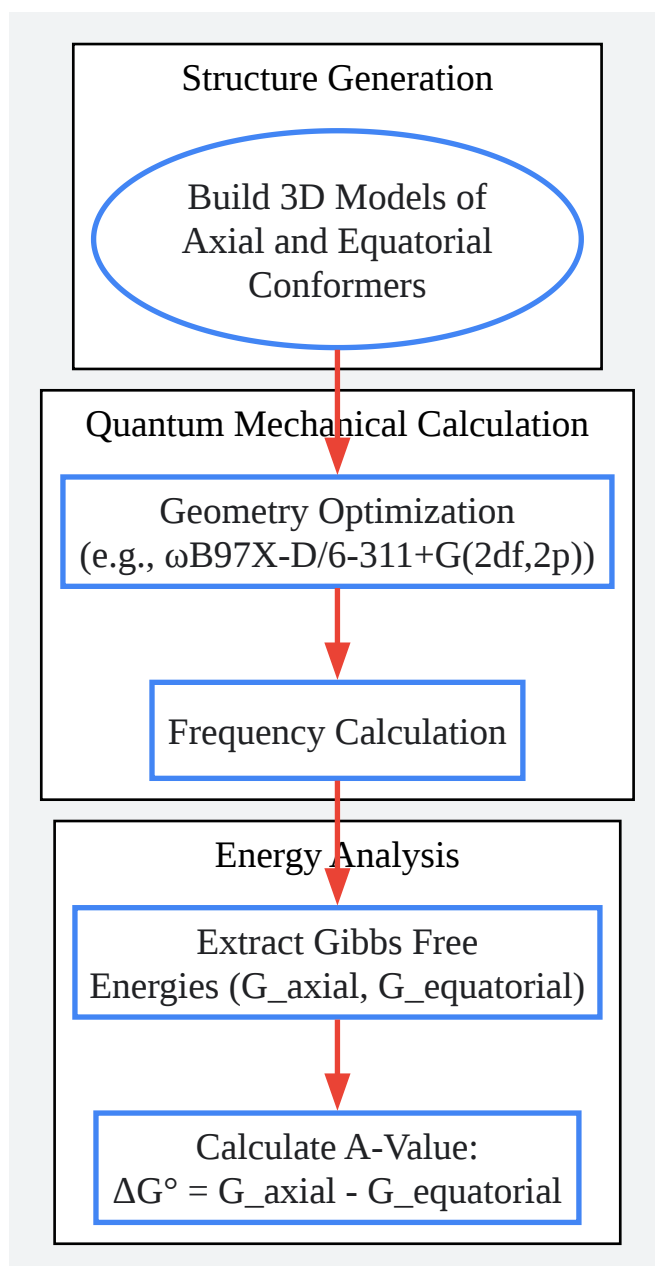 Structure Generation
Build 3D Models of
Axial and Equatorial
Conformers
Quantum Mechanical Calculation
Geometry Optimization
(e.g., ωB97X-D/6-311+G(2df,2p))
Frequency Calculation
Energy Analysis
Extract Gibbs Free
Energies (G_axial, G_equatorial)
Calculate A-Value:
ΔG° = G_axial - G_equatorial